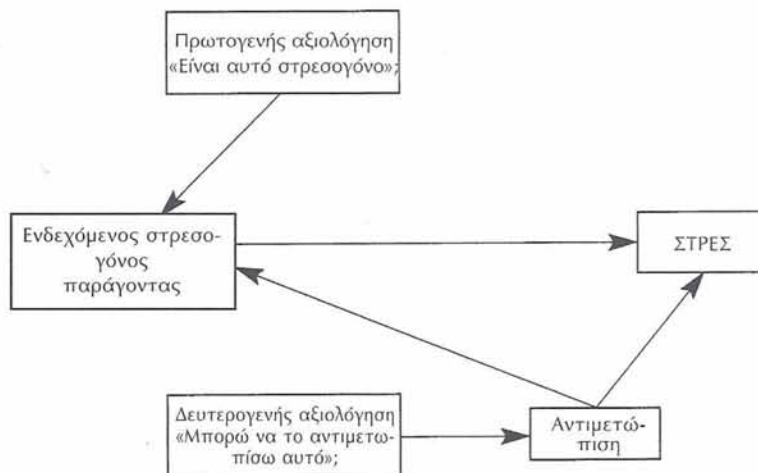 Πρωτογενής αξιολόγηση
«Είναι αυτό στρεσογόνο»;
Ενδεχόμενος στρεσο-
γόνος
παράγοντας
ΣΤΡΕΣ
Δευτερογενής αξιολόγηση
«Μπορώ να το αντιμετω-
πίσω αυτό»;
Αντιμετώ-
πιση